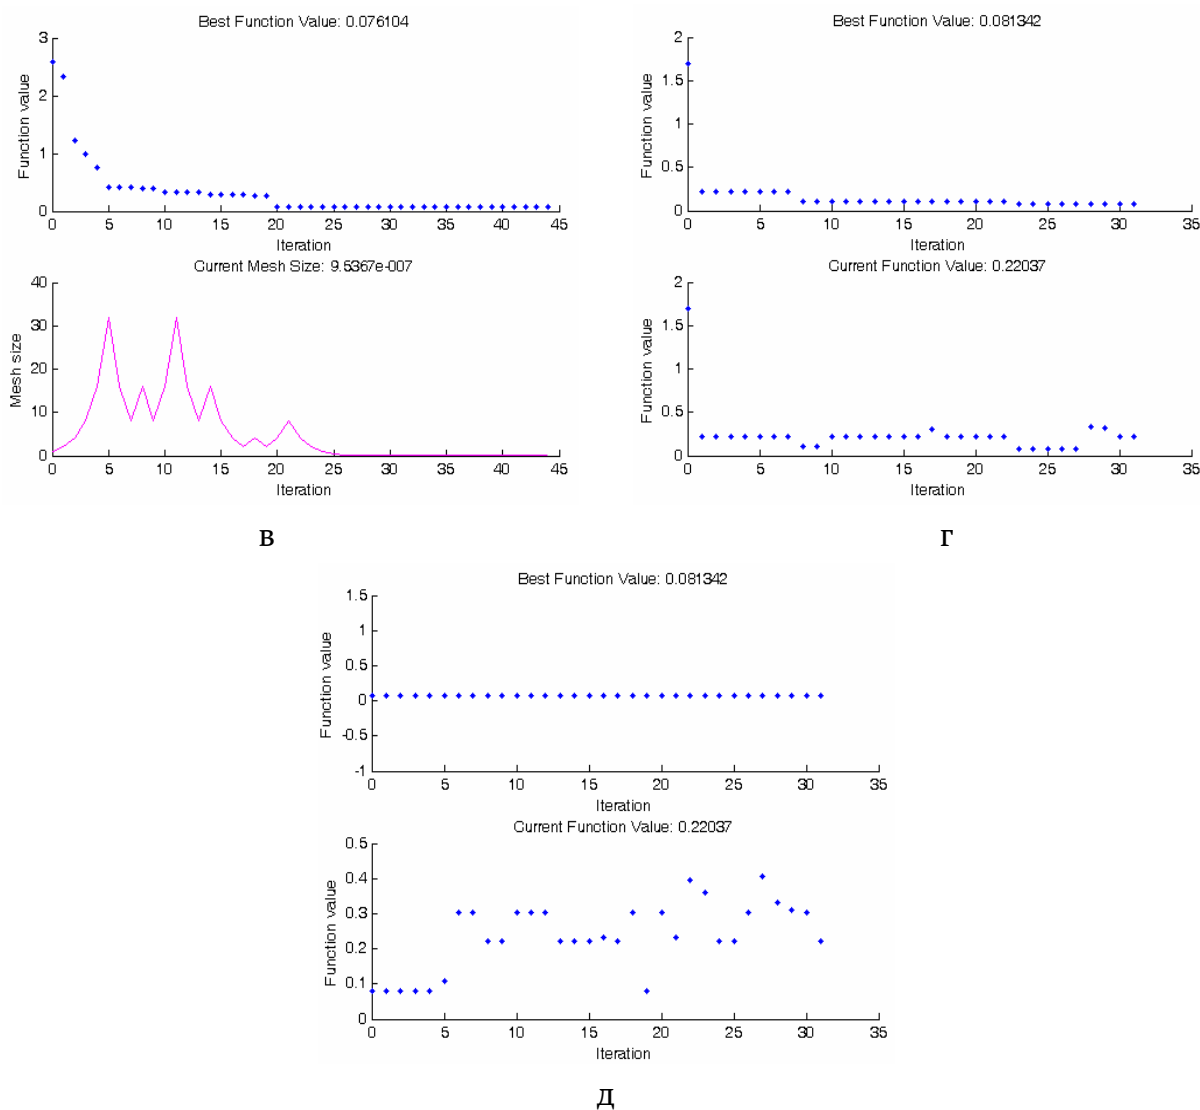 Best Function Value: 0.076104
3
2
1
0
Function value
0 5 10 15 20 25 30 35 40 45
Iteration
Current Mesh Size: 9.5367e-007
40
30
20
10
0
Mesh size
0 5 10 15 20 25 30 35 40 45
Iteration
в
Best Function Value: 0.081342
2
1.5
1
0.5
0
Function value
0 5 10 15 20 25 30 35
Iteration
Current Function Value: 0.22037
2
1.5
1
0.5
0
Function value
0 5 10 15 20 25 30 35
Iteration
г
Best Function Value: 0.081342
1.5
1
0.5
0
-0.5
-1
Function value
0 5 10 15 20 25 30 35
Iteration
Current Function Value: 0.22037
0.5
0.4
0.3
0.2
0.1
0
Function value
0 5 10 15 20 25 30 35
Iteration
д